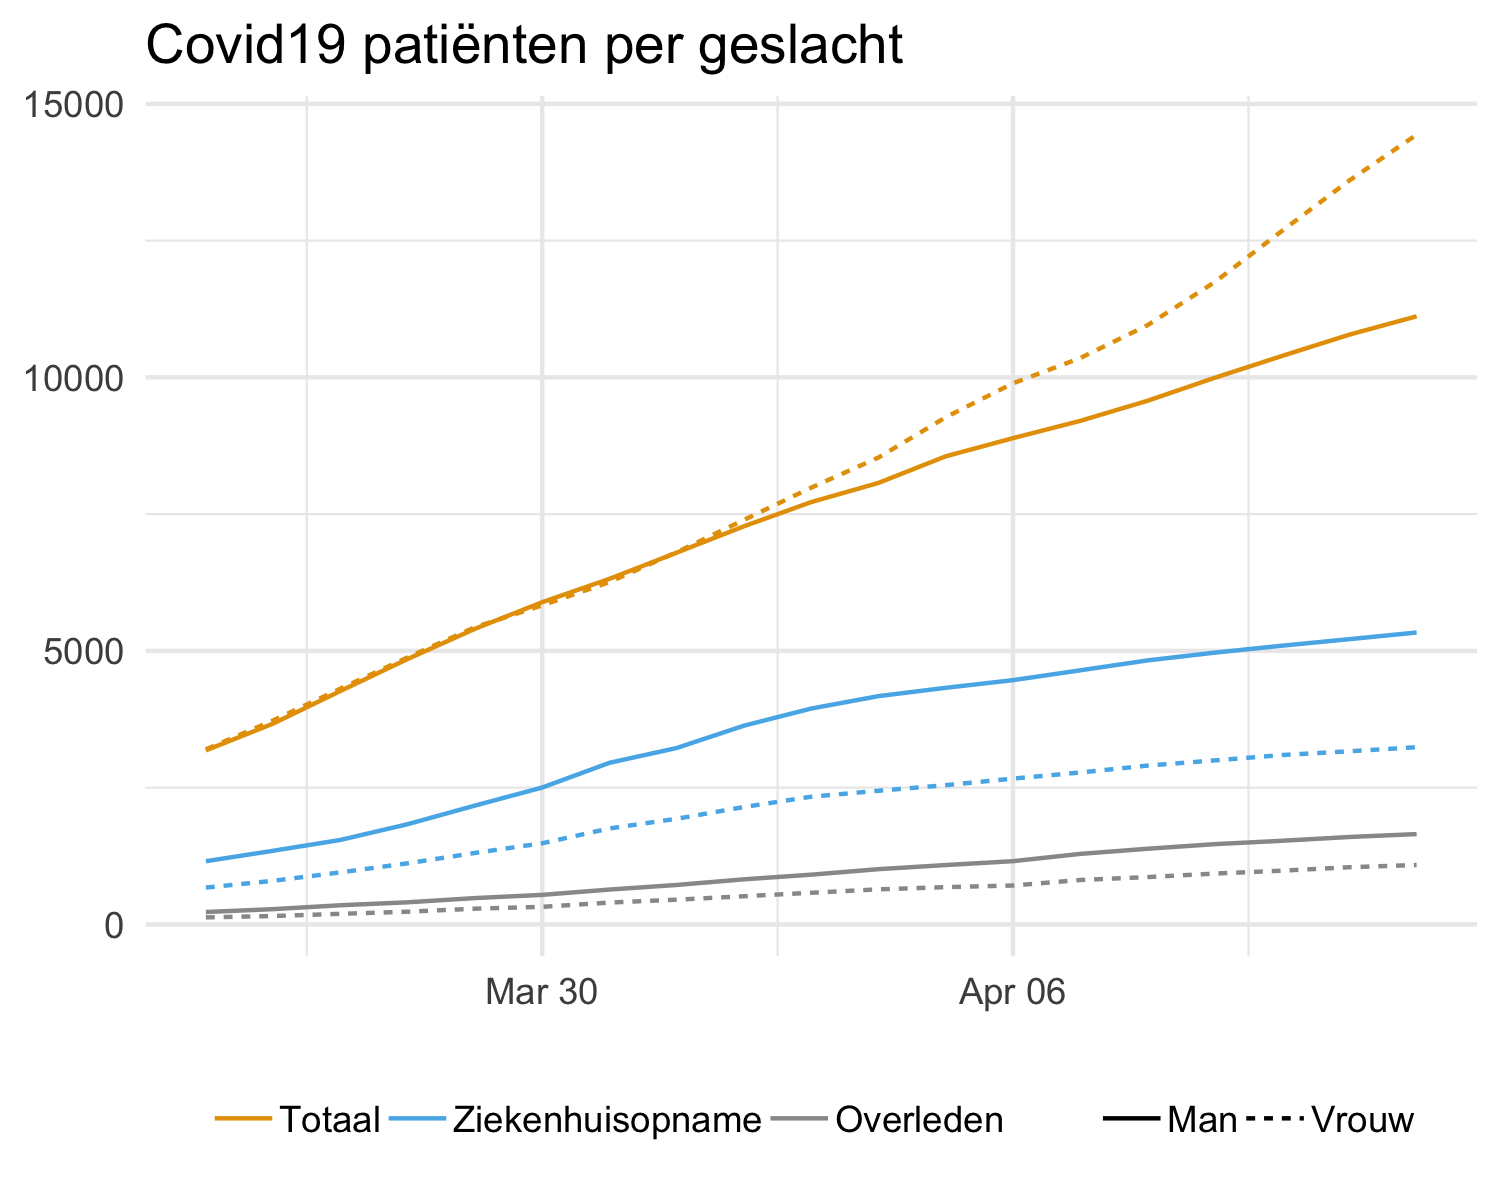 Covid19 patiënten per geslacht
15000
10000
5000
0
Mar 30 Apr 06
Totaal Ziekenhuisopname Overleden Man Vrouw